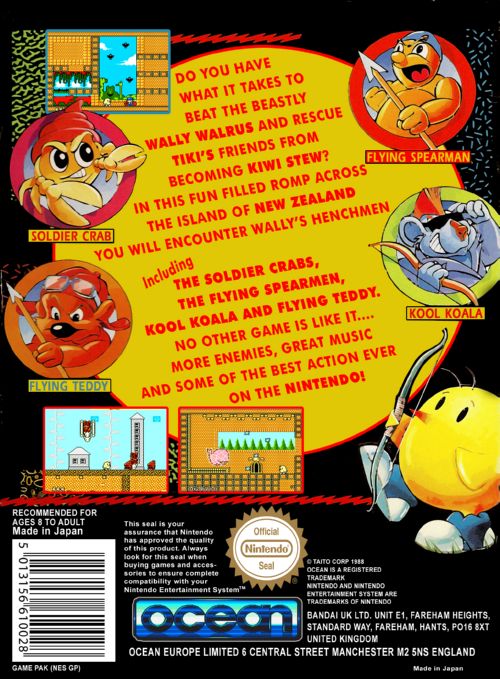 DO YOU HAVE
WHAT IT TAKES TO
BEAT THE BEASTLY
WALLY WALRUS AND RESCUE
TIKI'S FRIENDS FROM
BECOMING KIWI STEW?
IN THIS FUN FILLED ROMP ACROSS
THE ISLAND OF NEW ZEALAND
YOU WILL ENCOUNTER WALLY'S HENCHMEN
Including
THE SOLDIER CRABS,
THE FLYING SPEARMEN,
KOOL KOALA AND FLYING TEDDY.
NO OTHER GAME IS LIKE IT....
MORE ENEMIES, GREAT MUSIC
AND SOME OF THE BEST ACTION EVER
ON THE NINTENDO!
FLYING SPEARMAN
SOLDIER CRAB
KOOL KOALA
FLYING TEDDY
RECOMMENDED FOR
AGES 8 TO ADULT
Made in Japan
5 013156 610028
GAME PAK (NES GP)
This seal is your
assurance that Nintendo
has approved the quality
of this product. Always
look for this seal when
buying games and acces-
sories to ensure complete
compatibility with your
Nintendo Entertainment System™
Official
Nintendo
Seal
© TAITO CORP 1988
OCEAN IS A REGISTERED
TRADEMARK
NINTENDO AND NINTENDO
ENTERTAINMENT SYSTEM ARE
TRADEMARKS OF NINTENDO
ocean
BANDAI UK LTD. UNIT E1, FAREHAM HEIGHTS,
STANDARD WAY, FAREHAM, HANTS, PO16 8XT
UNITED KINGDOM
OCEAN EUROPE LIMITED 6 CENTRAL STREET MANCHESTER M2 5NS ENGLAND
Made in Japan